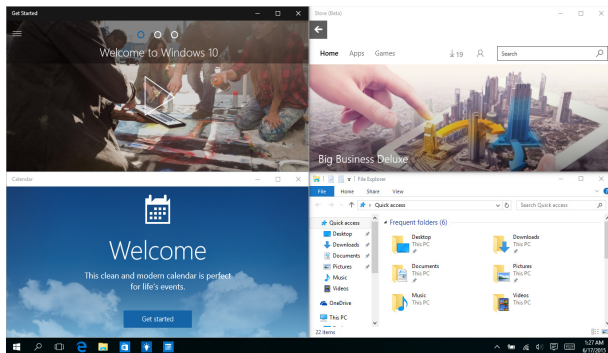 Get Started
Welcome to Windows 10
Store (Beta)
Home Apps Games
19
Search
Big Business Deluxe
Calendar
Welcome
This clean and modern calendar is perfect
for life's events.
Get started
File Explorer
File Home Share View
Quick access
Search Quick access
Quick access
Desktop
Downloads
Documents
Pictures
Music
Videos
OneDrive
This PC
Frequent folders (6)
Desktop
This PC
Downloads
This PC
Documents
This PC
Pictures
This PC
Music
This PC
Videos
This PC
22 items
1:27 AM
6/17/2015